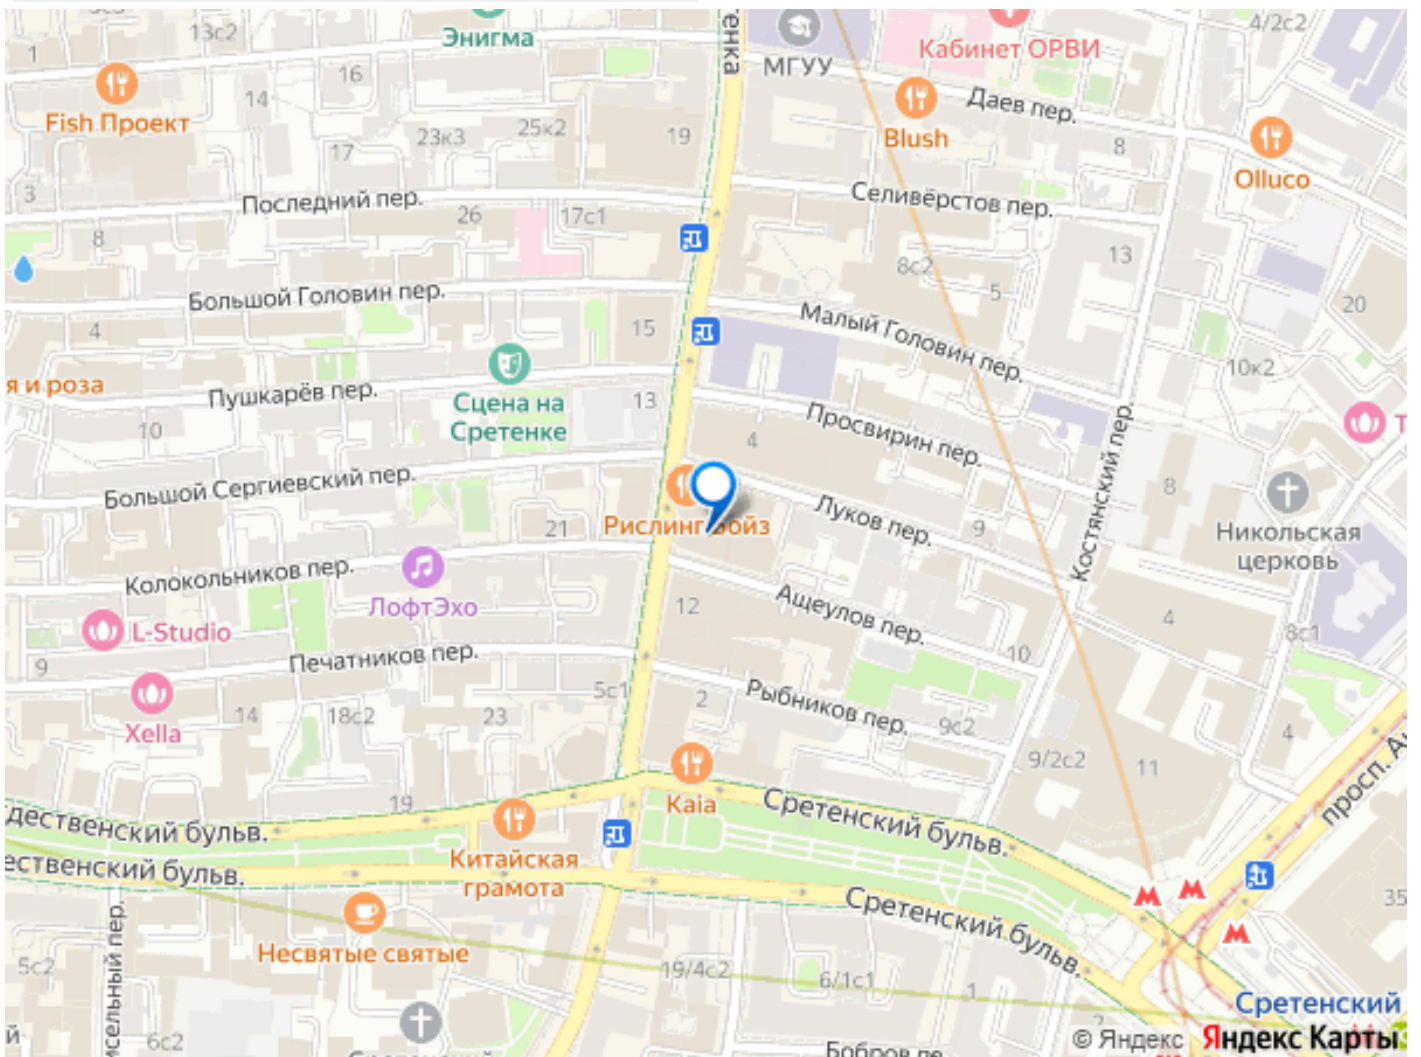 13с2
Энигма
енка
МГУУ
Кабинет ОРВИ
4/2с2
1
16
14
Fish Проект
23к3
25к2
19
17
Blush
Даев пер.
8
Olluco
3
Последний пер.
26
17с1
Селивёрстов пер.
8
8с2
5
13
20
Большой Головин пер.
4
15
Малый Головин пер.
10к2
я и роза
Пушкарёв пер.
Сцена на
Сретенке
13
10
4
Просвирин пер.
Т
Большой Сергиевский пер.
Костянский пер.
8
Никольская
церковь
21
Рислинг Бойз
Луков пер.
9
Колокольников пер.
ЛофтЭхо
12
Ащеулов пер.
4
8с1
L-Studio
9
Печатников пер.
10
5с1
2
Рыбников пер.
9с2
Xella
14
18с2
23
9/2с2
11
4
19
Kaia
Сретенский бульв.
просп. Ак
дественский бульв.
Китайская
грамота
ественский бульв.
Сретенский бульв.
35
исельный пер.
Несвятые святые
5с2
19/4с2
6/1с1
1
Сретенский
й
6с2
2
Бобров пе
© Яндекс Яндекс Карты